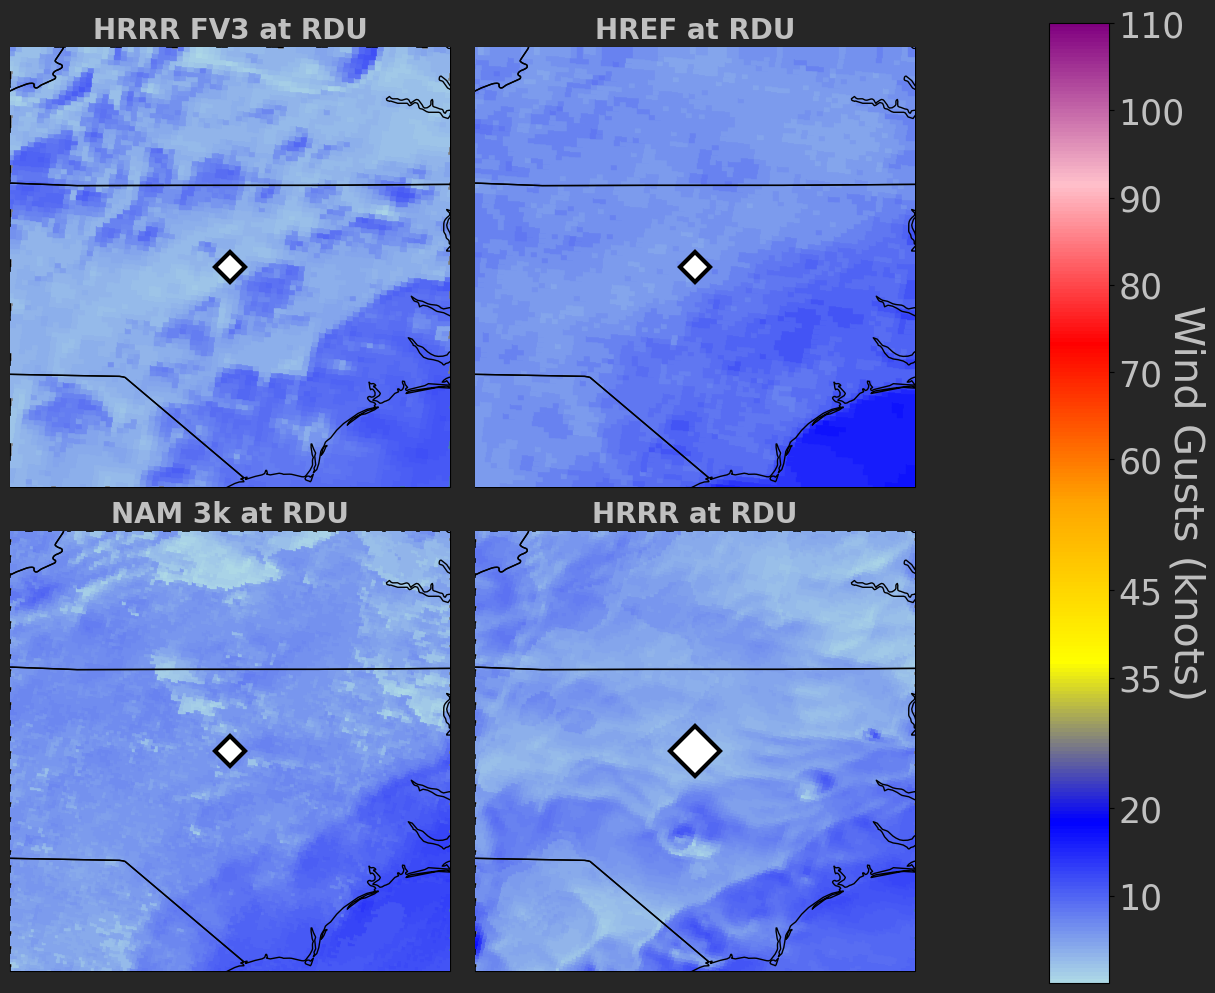 HRRR FV3 at RDU
HREF at RDU
NAM 3k at RDU
HRRR at RDU
110
100
90
80
70
60
45
35
20
10
Wind Gusts (knots)